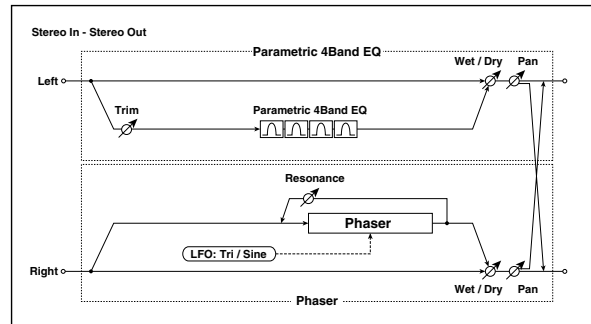 Stereo In - Stereo Out
Parametric 4Band EQ
Wet / Dry
Pan
Left
Trim
Parametric 4Band EQ
Resonance
Phaser
LFO: Tri / Sine
Right
Wet / Dry
Pan
Phaser